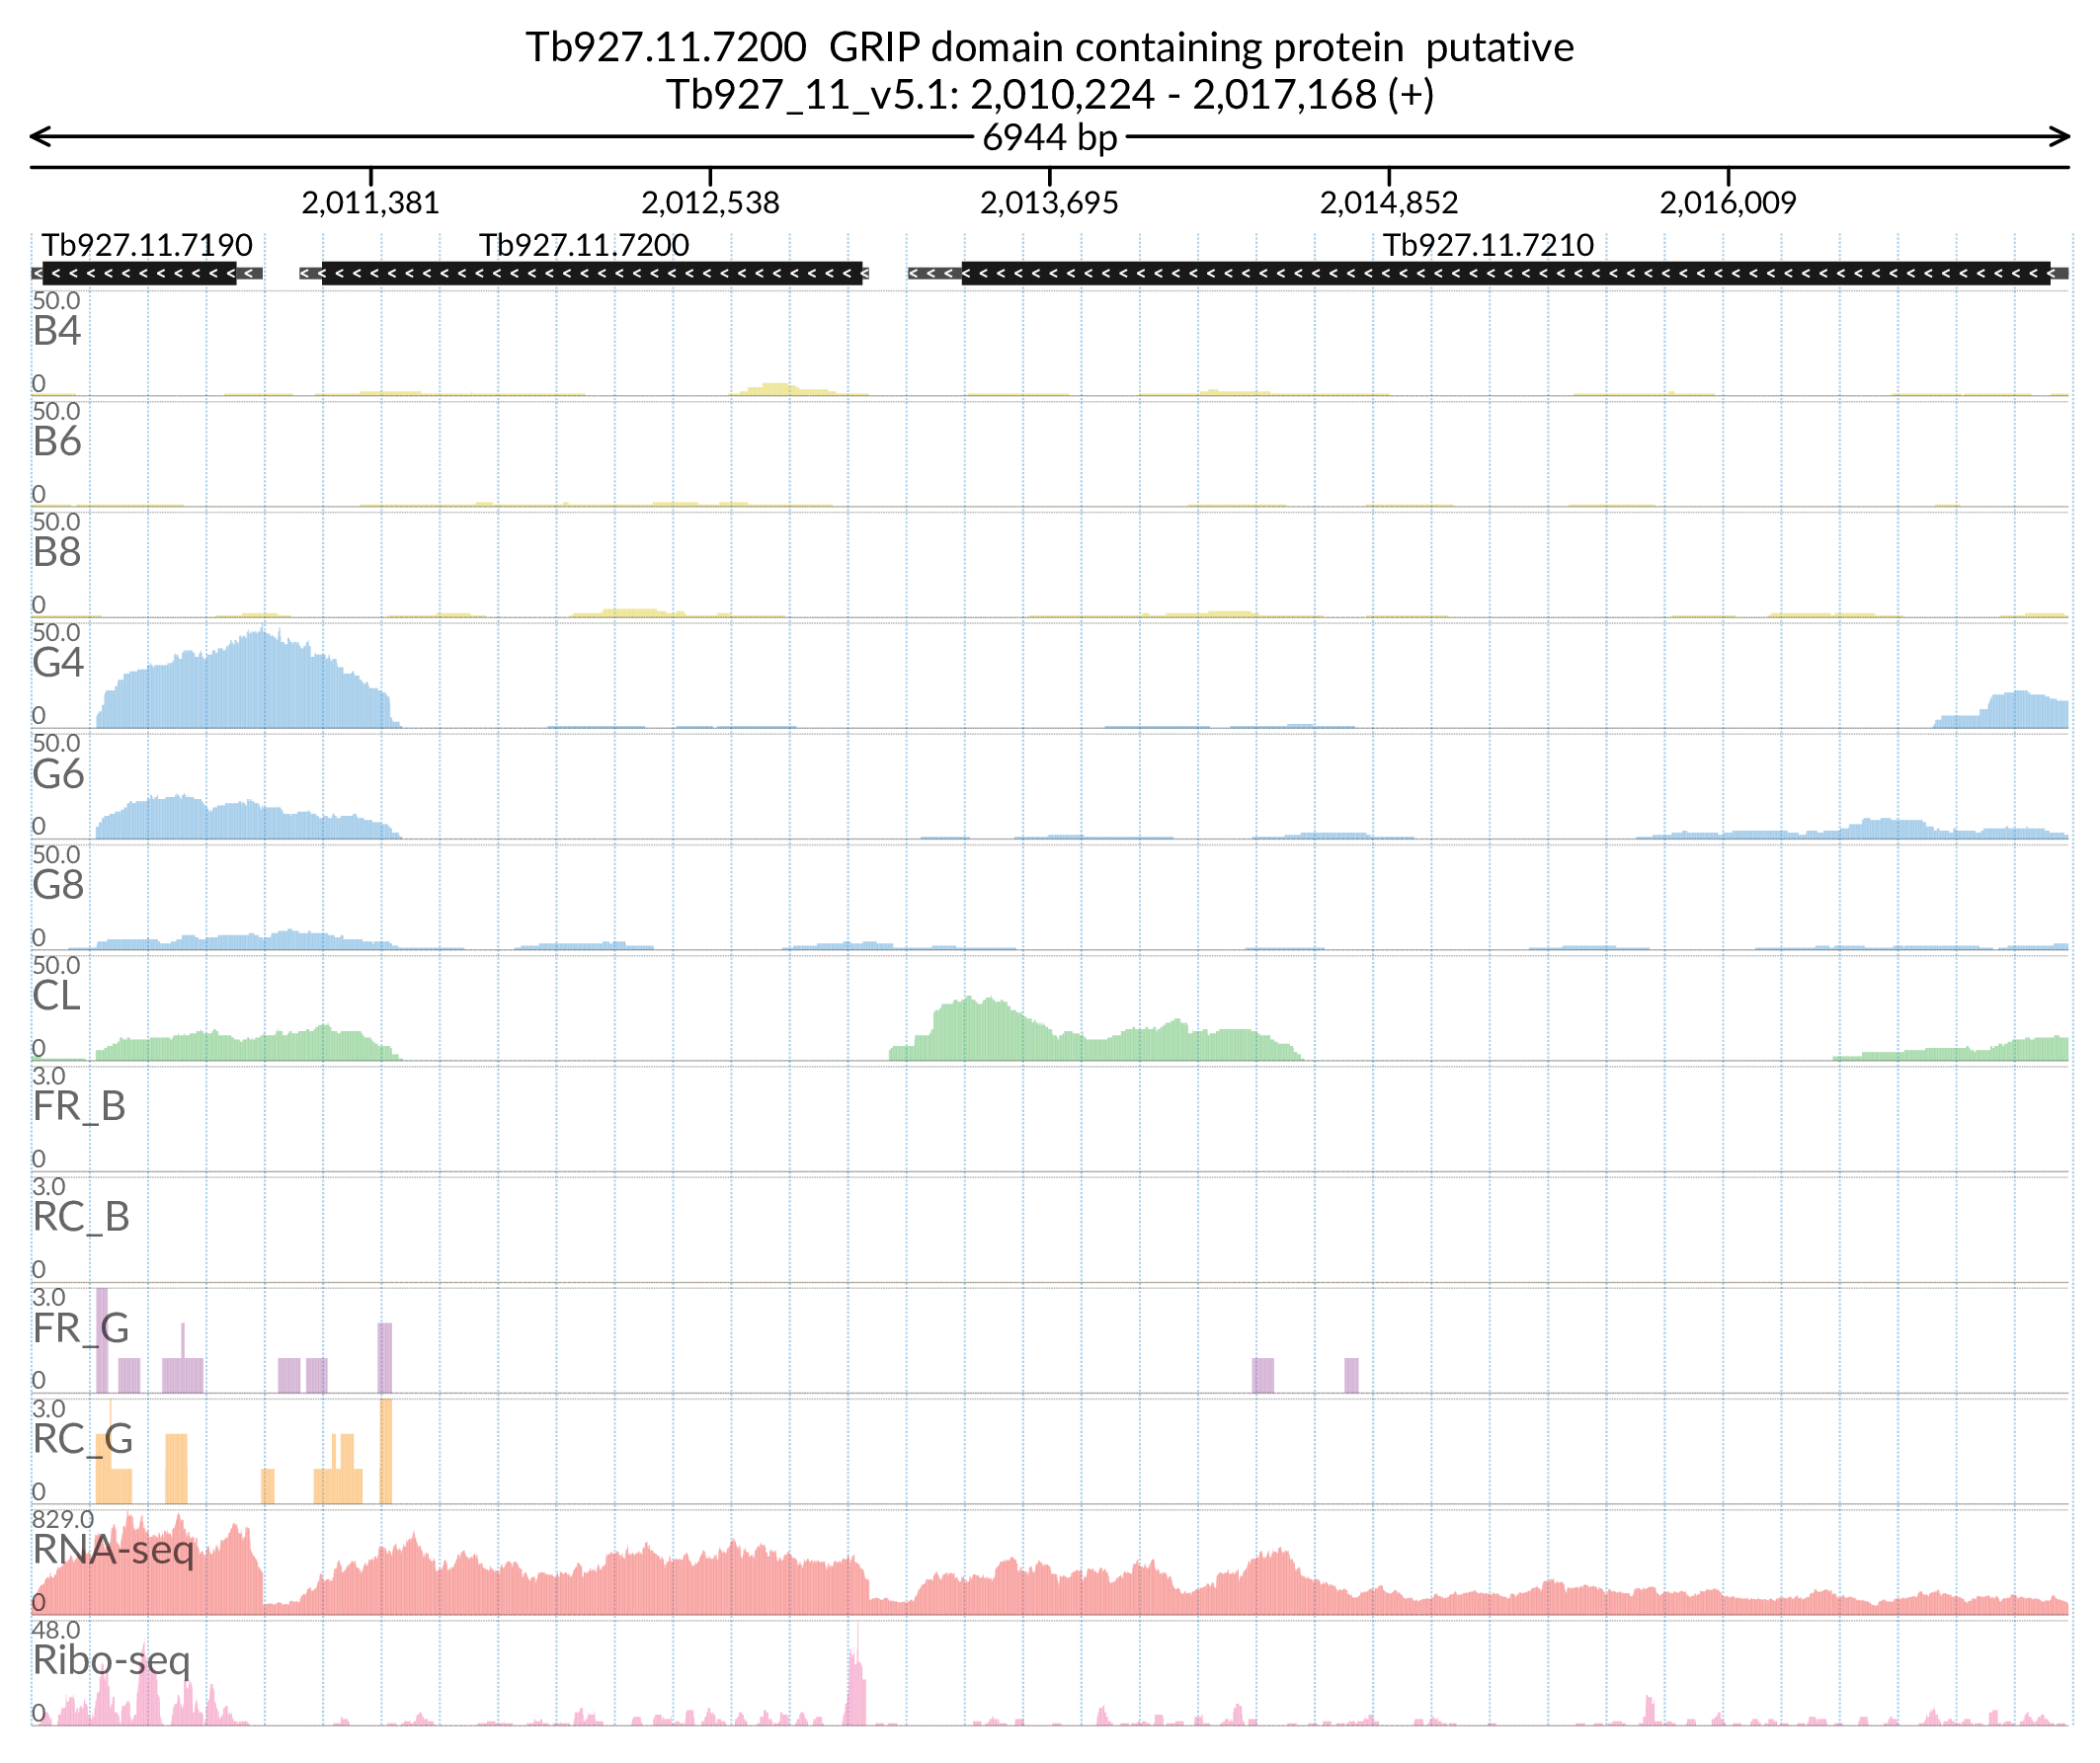 Tb927.11.7200  GRIP domain containing protein  putative
Tb927_11_v5.1: 2,010,224 - 2,017,168 (+)
6944 bp
2,011,381 2,012,538 2,013,695 2,014,852 2,016,009
Tb927.11.7190 Tb927.11.7200 Tb927.11.7210
50.0
B4
0
50.0
B6
0
50.0
B8
0
50.0
G4
0
50.0
G6
0
50.0
G8
0
50.0
CL
0
3.0
FR_B
0
3.0
RC_B
0
3.0
FR_G
0
3.0
RC_G
0
829.0
RNA-seq
0
48.0
Ribo-seq
0